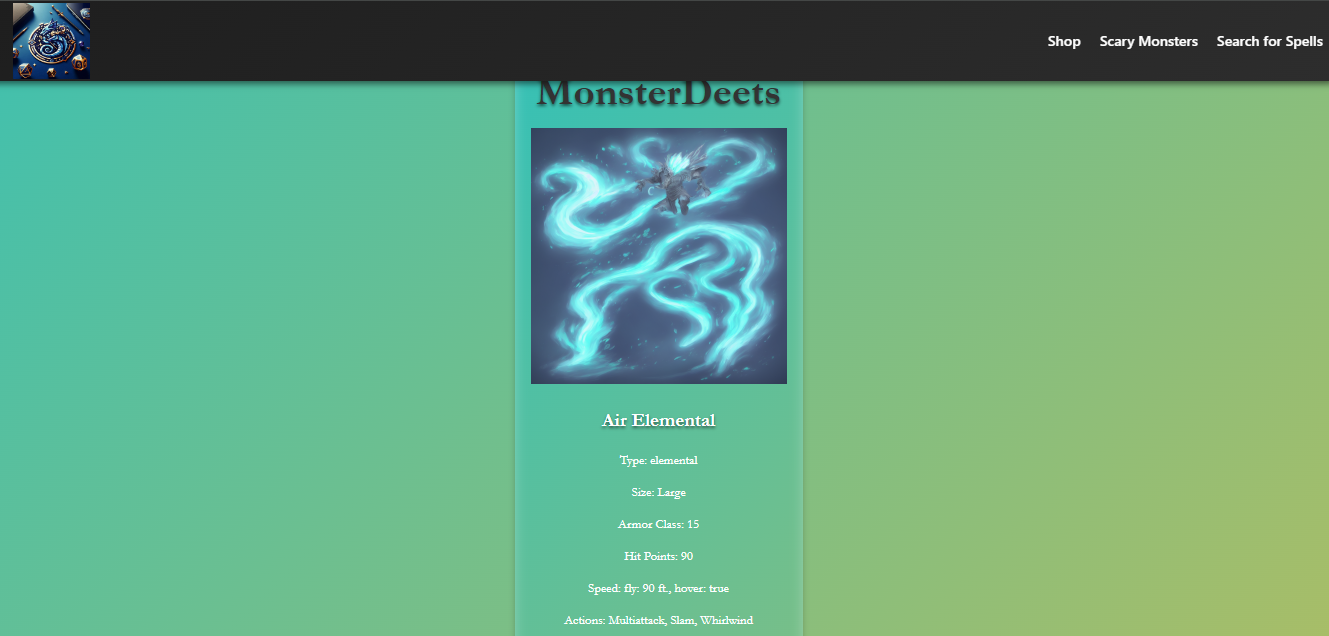 Shop Scary Monsters Search for Spells
MonsterDeets
Air Elemental
Type: elemental
Size: Large
Armor Class: 15
Hit Points: 90
Speed: fly: 90 ft., hover: true
Actions: Multiattack, Slam, Whirlwind